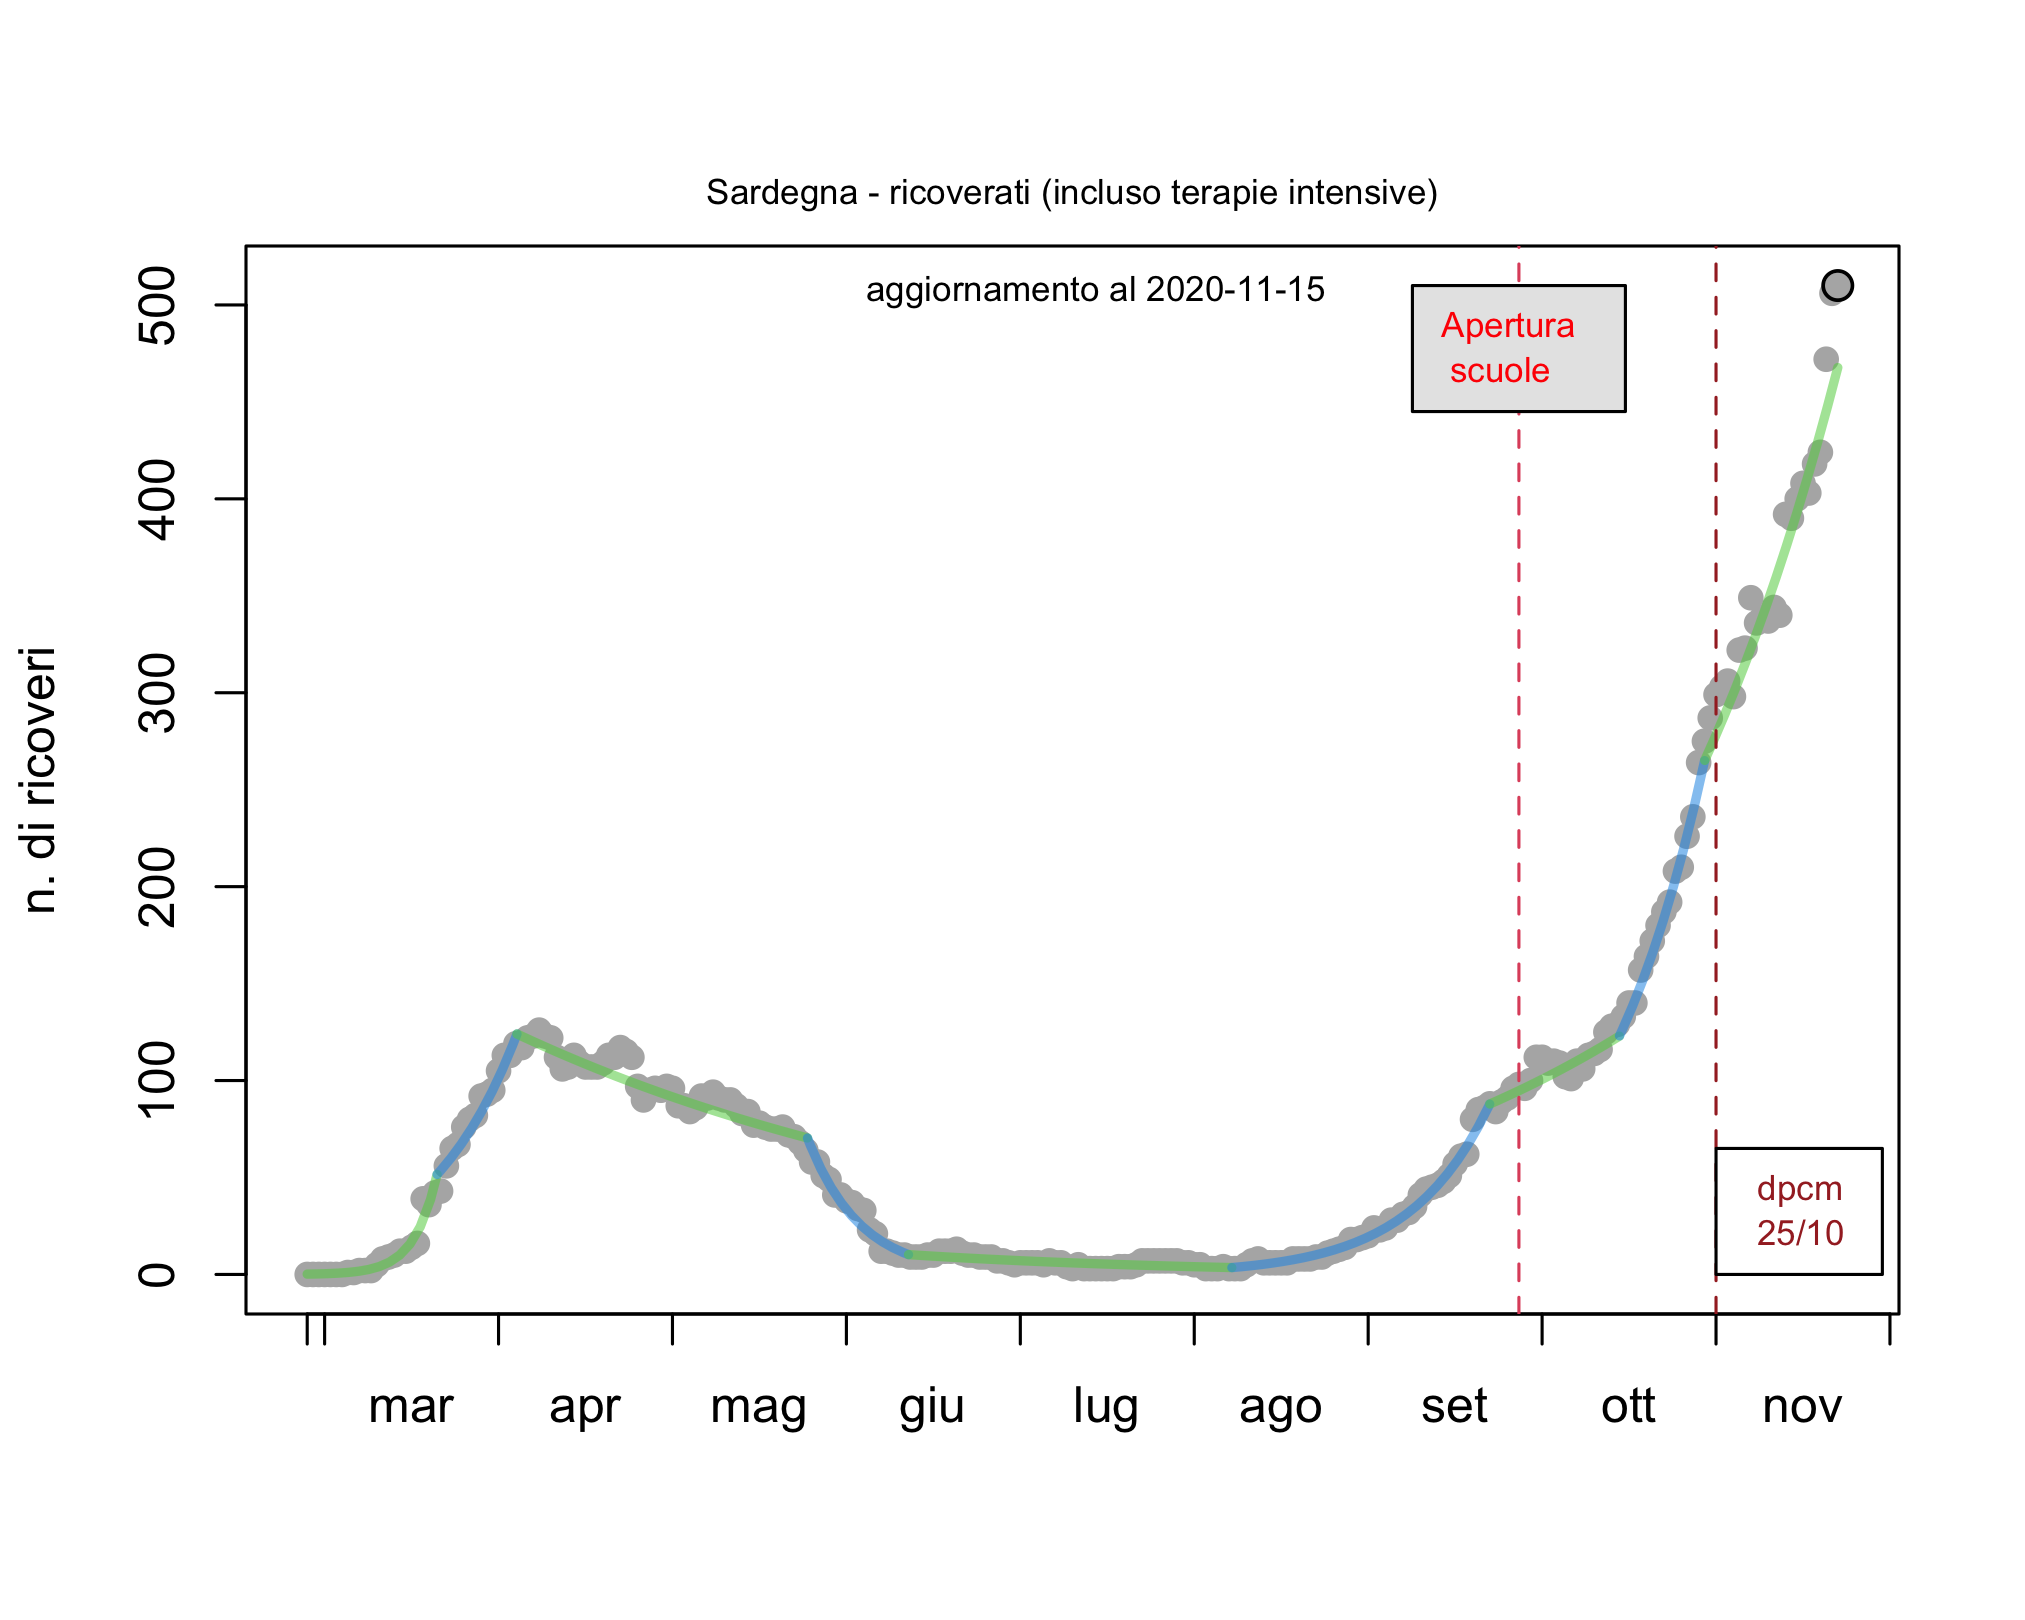 Sardegna - ricoverati (incluso terapie intensive)
aggiornamento al 2020-11-15
Apertura
scuole
dpcm
25/10
n. di ricoveri
500
400
300
200
100
0
mar apr mag giu lug ago set ott nov